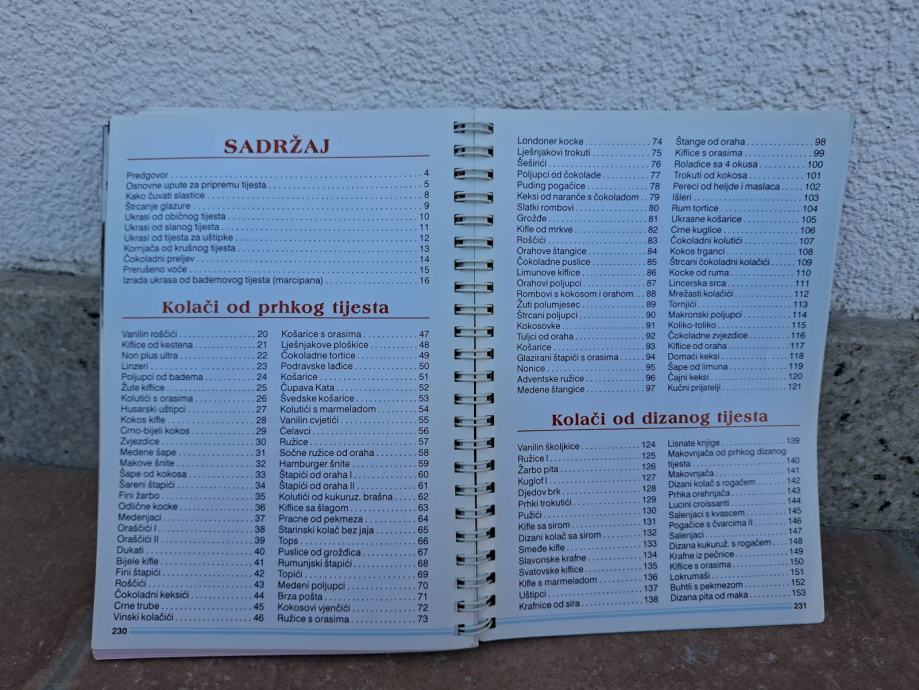 SADRŽAJ
Predgovor 4
Osnovne upute za pripremu tijesta 5
Kako čuvati slastice 8
Štrcanje glazure 9
Ukrasi od običnog tijesta 10
Ukrasi od slanog tijesta 11
Ukrasi od tijesta za uštipke 12
Kornjača od krušnog tijesta 13
Čokoladni preljev 14
Prerušeno voće 15
Izrada ukrasa od bademovog tijesta (marcipana) 16
Kolači od prhkog tijesta
Vanilin roščići 20
Kiflice od kestena 21
Non plus ultra 22
Linzeri 23
Poljupci od badema 24
Žute kiflice 25
Kolutići s orasima 26
Husarski uštipci 27
Kokos kifle 28
Crno-bijeli kokos 29
Zvjezdice 30
Medene šape 31
Makove šnite 32
Šape od kokosa 33
Šareni štapići 34
Fini žarbo 35
Odlične kocke 36
Medenjaci 37
Oraščići I 38
Oraščići II 39
Dukati 40
Bijele kifle 41
Fini štapići 42
Roščići 43
Čokoladni keksići 44
Crne trube 45
Vinski kolačići 46
Košarice s orasima 47
Lješnjakove ploškice 48
Čokoladne tortice 49
Podravske ladice 50
Košarice 51
Čupava Kata 52
Švedske košarice 53
Kolutići s marmeladom 54
Vanilin cvjetići 55
Ćelavci 56
Ružice 57
Sočne ružice od oraha 58
Hamburger šnite 59
Štapići od oraha I 60
Štapići od oraha II 61
Kolutići od kukuruz. brašna 62
Kiflice sa šlagom 63
Pracne od pekmeza 64
Starinski kolač bez jaja 65
Tops 66
Puslice od grožđica 67
Rumunjski štapići 68
Topići 69
Medeni poljupci 70
Brza pošta 71
Kokosovi vjenčići 72
Ružice s orasima 73
230
Londoner kocke 74
Lješnjakovi trokuti 75
Šeširići 76
Poljupci od čokolade 77
Puding pogačice 78
Keksi od naranče s čokoladom 79
Slatki rombovi 80
Grožđe 81
Kifle od mrkve 82
Roščići 83
Orahove štangice 84
Čokoladne puslice 85
Limunove kiflice 86
Orahovi poljupci 87
Rombovi s kokosom i orahom 88
Žuti polumjesec 89
Štrcani poljupci 90
Kokosovke 91
Tuljci od oraha 92
Košarice 93
Glazirani štapići s orasima 94
Nonice 95
Adventske ružice 96
Medene štangice 97
Štange od oraha 98
Kiflice s orasima 99
Roladice sa 4 okusa 100
Trokuti od kokosa 101
Pereci od heljde i maslaca 102
Išleri 103
Rum tortice 104
Ukrasne košarice 105
Crne kuglice 106
Čokoladni kolutići 107
Kokos trganci 108
Štrcani čokoladni kolačići 109
Kocke od ruma 110
Lincerska srca 111
Mrežasti kolačići 112
Tornjići 113
Makronski poljupci 114
Koliko-toliko 115
Čokoladne zvjezdice 116
Kiflice od oraha 117
Domaći keksi 118
Šape od limuna 119
Čajni keksi 120
Kućni prijatelji 121
Kolači od dizanog tijesta
Vanilin školjkice 124
Ružice I 125
Žarbo pita 126
Kuglof I 127
Djedov brk 128
Prhki trokutići 129
Pužići 130
Kifle sa sirom 131
Dizani kolač sa sirom 132
Smeđe kifle 133
Slavonske krafne 134
Svatovske kiflice 135
Kifle s marmeladom 136
Uštipci 137
Krafnice od sira 138
Lisnate knjige 139
Makovnjača od prhkog dizanog
tijesta 140
Makovnjača 141
Dizani kolač s rogačem 142
Prhka orehnjača 143
Lucini croissanti 144
Salenjaci s kvascem 145
Pogačice s čvarcima II 146
Salenjaci 147
Dizana kukuruž. s rogačem 148
Krafne iz pečnice 149
Kiflice s orasima 150
Lokrumaši 151
Buhtli s pekmezom 152
Dizana pita od maka 153
231